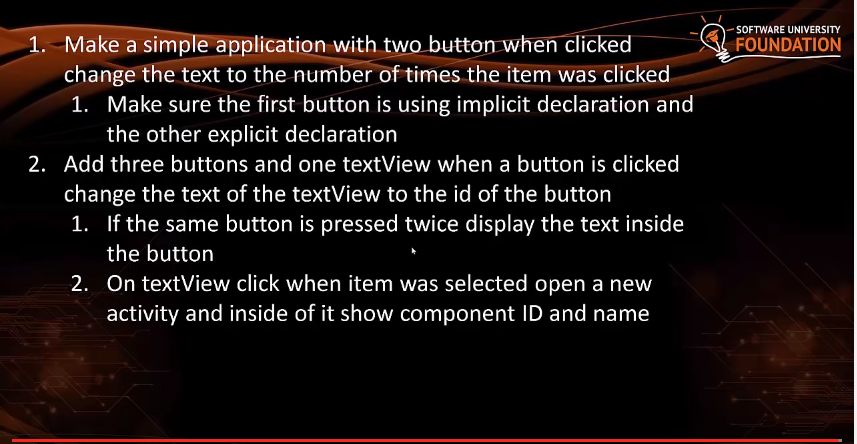 SOFTWARE UNIVERSITY
FOUNDATION
1. Make a simple application with two button when clicked
change the text to the number of times the item was clicked
1. Make sure the first button is using implicit declaration and
the other explicit declaration
2. Add three buttons and one textView when a button is clicked
change the text of the textView to the id of the button
1. If the same button is pressed twice display the text inside
the button
2. On textView click when item was selected open a new
activity and inside of it show component ID and name